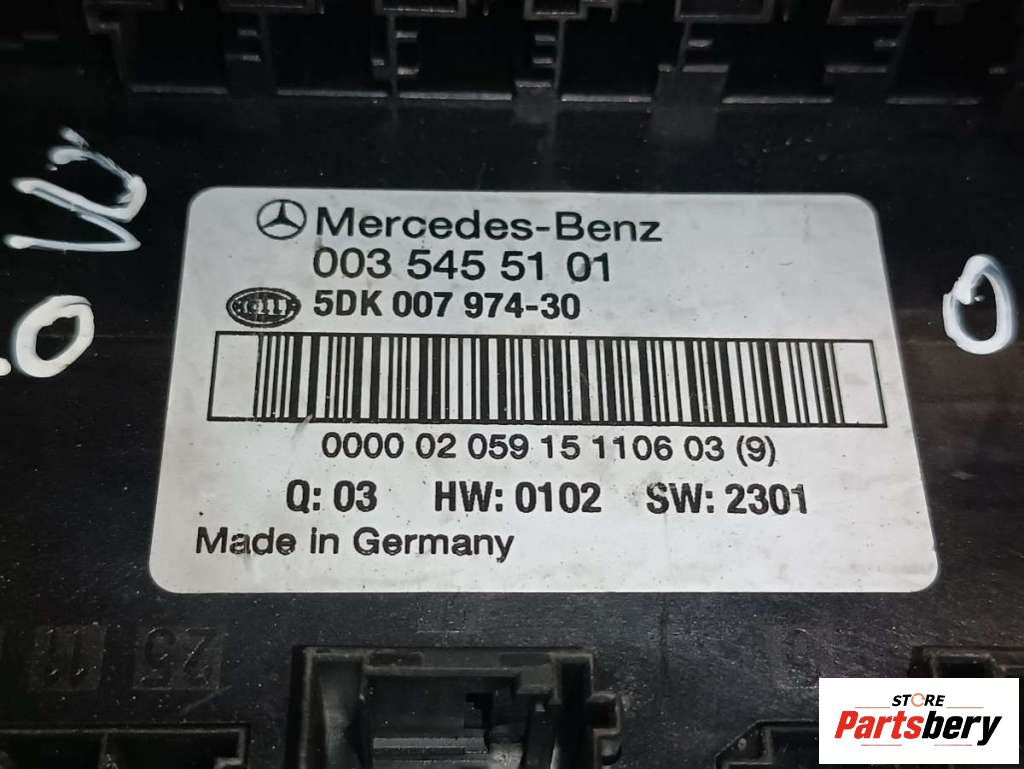 Mercedes-Benz
003 545 51 01
5DK 007 974-30
0000 02 059 15 1106 03 (9)
Q: 03 HW: 0102 SW: 2301
Made in Germany
25
STORE
Partsbery